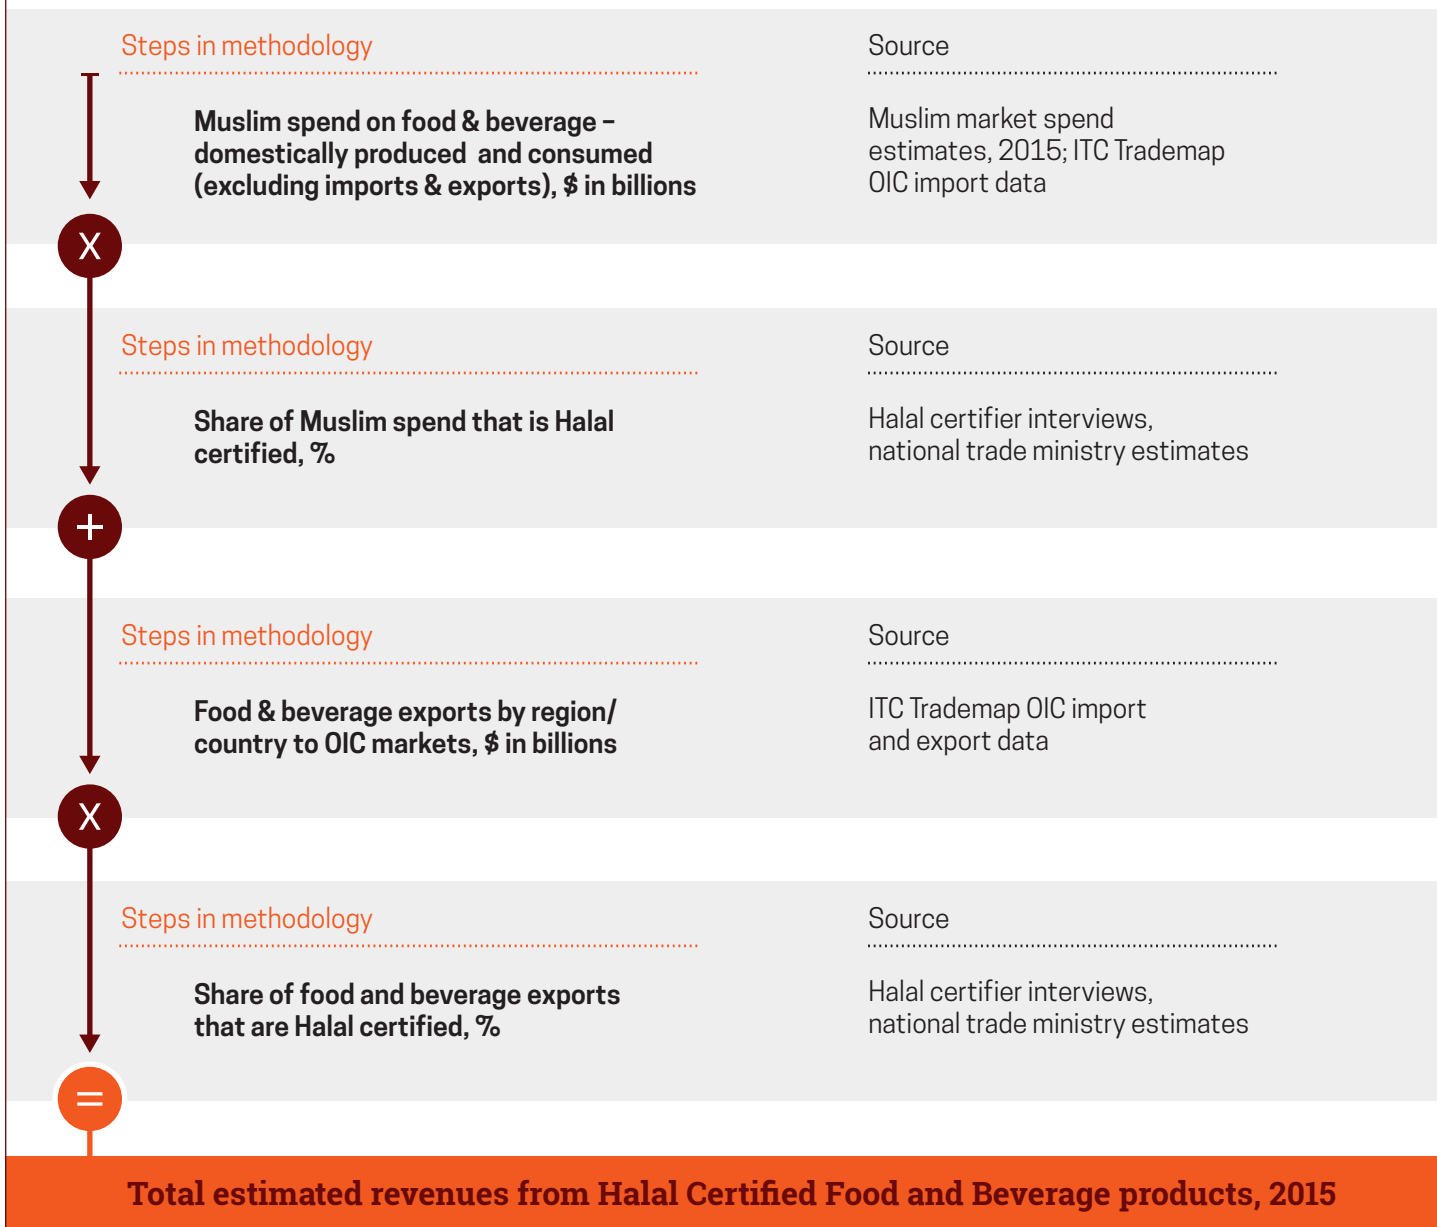 Steps in methodology
Source
Muslim spend on food & beverage –
domestically produced and consumed
(excluding imports & exports), $ in billions
Muslim market spend
estimates, 2015; ITC Trademap
OIC import data
X
Steps in methodology
Source
Share of Muslim spend that is Halal
certified, %
Halal certifier interviews,
national trade ministry estimates
+
Steps in methodology
Source
Food & beverage exports by region/
country to OIC markets, $ in billions
ITC Trademap OIC import
and export data
X
Steps in methodology
Source
Share of food and beverage exports
that are Halal certified, %
Halal certifier interviews,
national trade ministry estimates
=
Total estimated revenues from Halal Certified Food and Beverage products, 2015